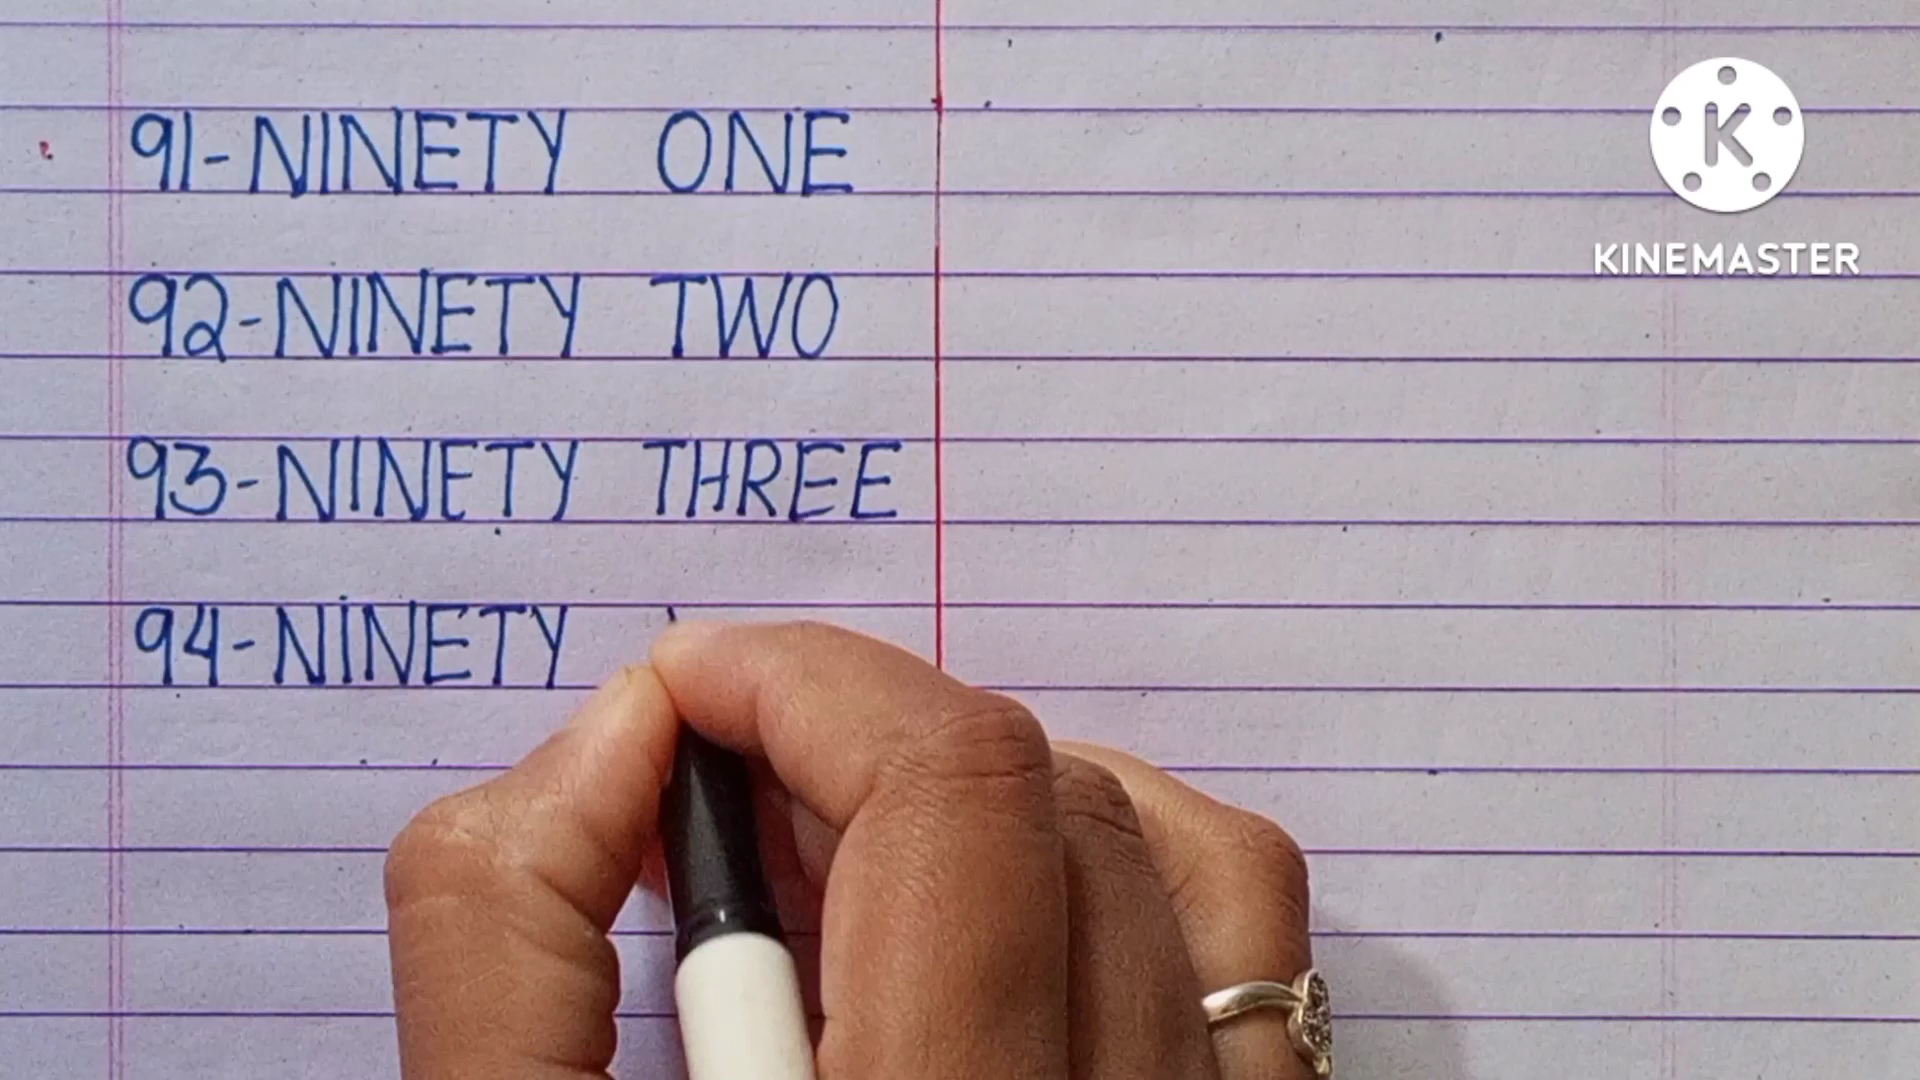 91-NINETY ONE
92-NINETY TWO
93-NINETY THREE
94-NINETY
K
KINEMASTER